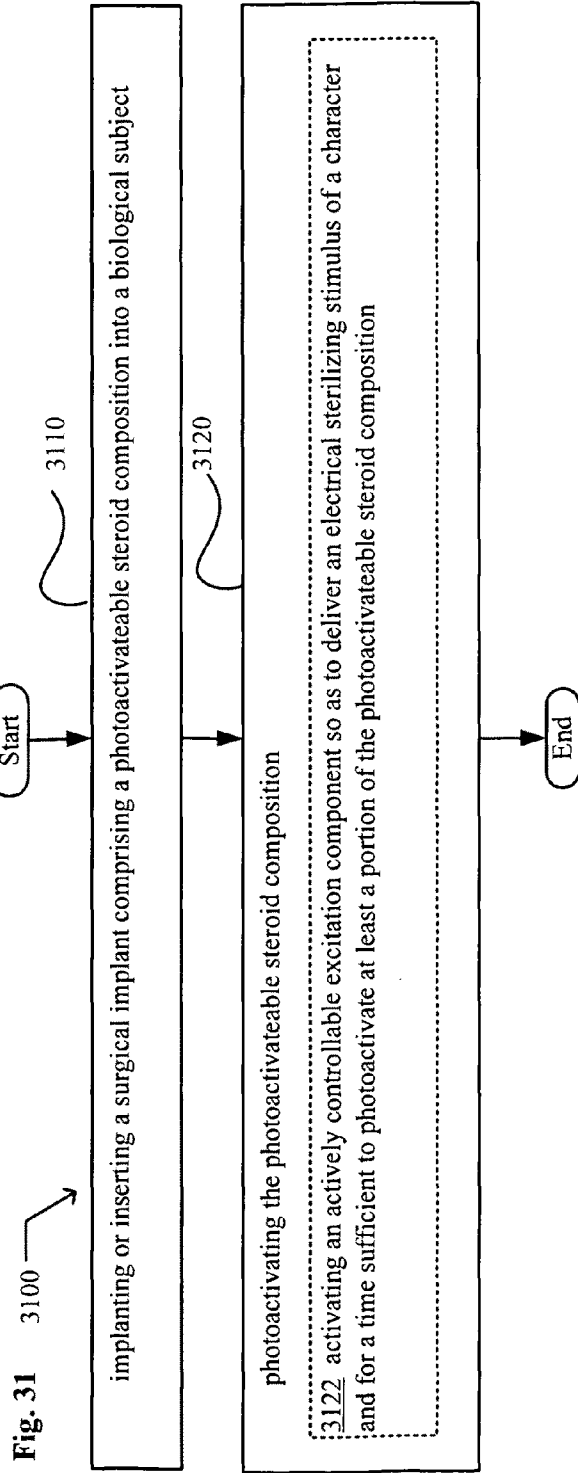 Fig. 31
3100
Start
3110
implanting or inserting a surgical implant comprising a photoactivateable steroid composition into a biological subject
3120
photoactivating the photoactivateable steroid composition
3122 activating an actively controllable excitation component so as to deliver an electrical sterilizing stimulus of a character
and for a time sufficient to photoactivate at least a portion of the photoactivateable steroid composition
End